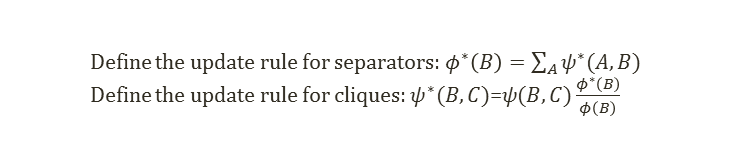 Define the update rule for separators: ϕ*(B) = ∑_A ψ*(A, B)
Define the update rule for cliques: ψ*(B, C)=ψ(B, C) ϕ*(B)/ϕ(B)